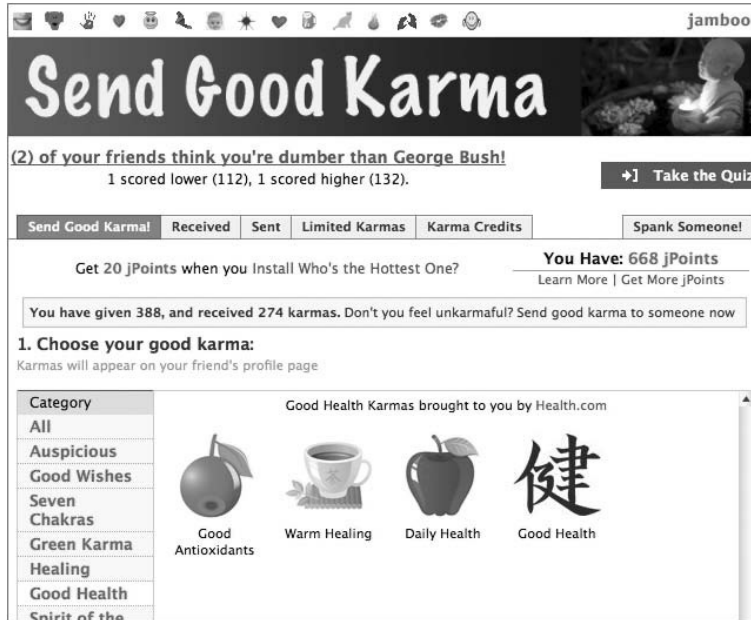 jamboo
Send Good Karma
(2) of your friends think you're dumber than George Bush!
1 scored lower (112), 1 scored higher (132).
Take the Quiz
Send Good Karma! Received Sent Limited Karmas Karma Credits Spank Someone!
Get 20 jPoints when you Install Who's the Hottest One?
You Have: 668 jPoints
Learn More | Get More jPoints
You have given 388, and received 274 karmas. Don't you feel unkarmaful? Send good karma to someone now
1. Choose your good karma:
Karmas will appear on your friend's profile page
Category
All
Auspicious
Good Wishes
Seven
Chakras
Green Karma
Healing
Good Health
Spirit of the
Good Health Karmas brought to you by Health.com
茶
健
Good
Antioxidants
Warm Healing
Daily Health
Good Health